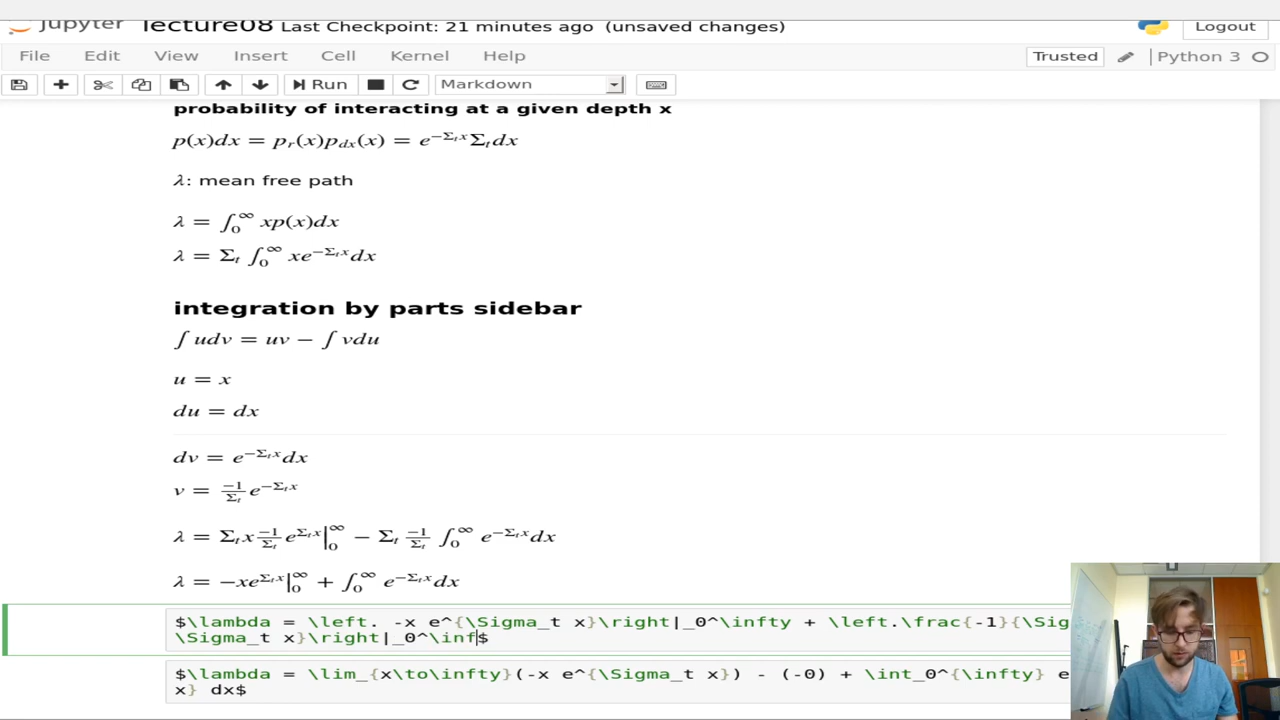 Jupyter lecture08 Last Checkpoint: 21 minutes ago (unsaved changes) Logout
File Edit View Insert Cell Kernel Help Trusted Python 3
Run Markdown
probability of interacting at a given depth x
p(x)dx = p_r(x)p_{dx}(x) = e^{−Σ_t x}Σ_t dx
λ: mean free path
λ = ∫_0^∞ xp(x)dx
λ = Σ_t ∫_0^∞ xe^{−Σ_t x}dx
integration by parts sidebar
∫ udv = uv − ∫ vdu
u = x
du = dx
dv = e^{−Σ_t x}dx
v = \frac{−1}{Σ_t} e^{−Σ_t x}
λ = Σ_t x \frac{−1}{Σ_t} e^{Σ_t x}|_0^∞ − Σ_t \frac{−1}{Σ_t} ∫_0^∞ e^{−Σ_t x}dx
λ = −xe^{Σ_t x}|_0^∞ + ∫_0^∞ e^{−Σ_t x}dx
$\lambda = \left. -x e^{\Sigma_t x}\right|_0^\infty + \left.\frac{-1}{\Sig
\Sigma_t x}\right|_0^\inf$
$\lambda = \lim_{x\to\infty}(-x e^{\Sigma_t x}) - (-0) + \int_0^{\infty} e
x} dx$